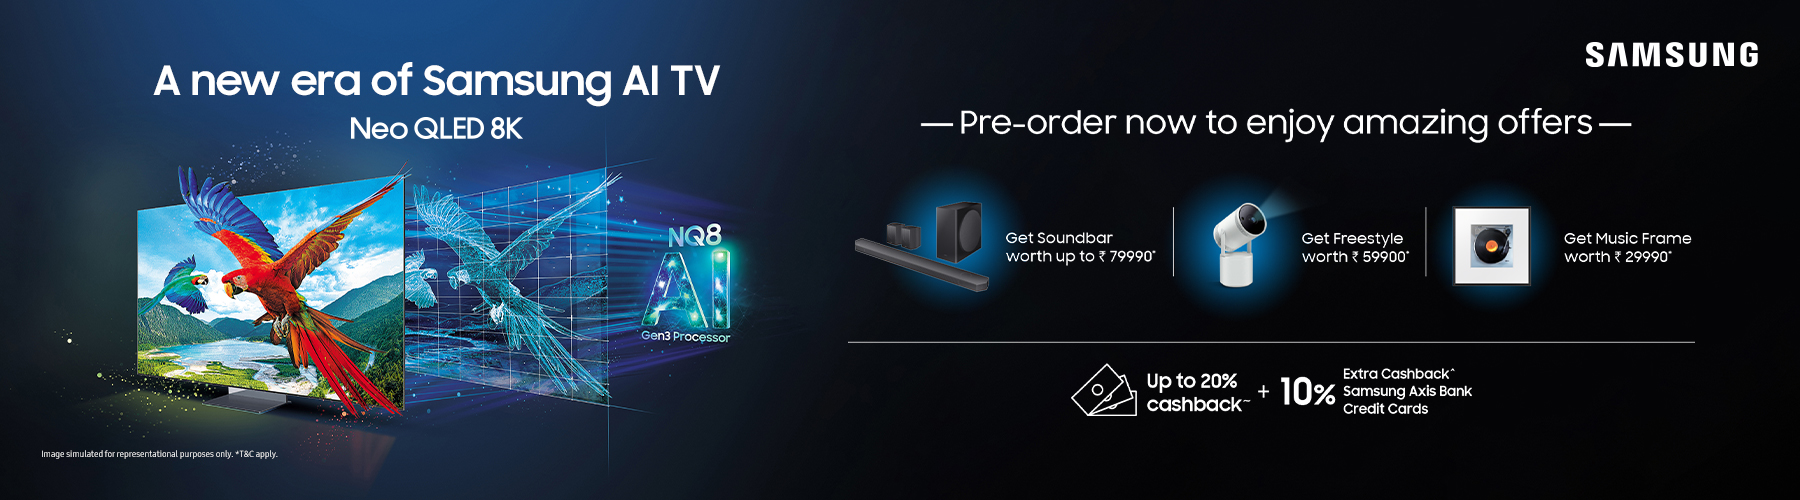 A new era of Samsung AI TV
Neo QLED 8K
NQ8
AI
Gen3 Processor
Image simulated for representational purposes only. *T&C apply.
SAMSUNG
— Pre-order now to enjoy amazing offers —
Get Soundbar
worth up to ₹ 79990*
Get Freestyle
worth ₹ 59900*
Get Music Frame
worth ₹ 29990*
Up to 20%
cashback~
+
10%
Extra Cashback^
Samsung Axis Bank
Credit Cards